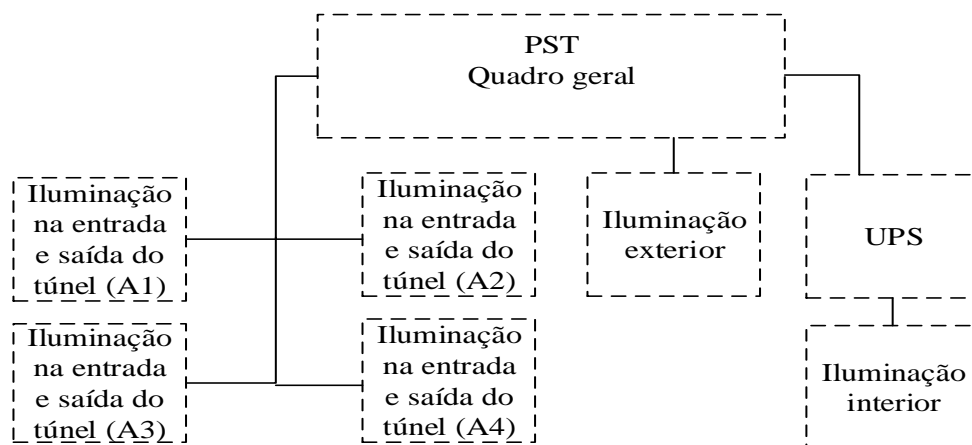 PST
Quadro geral
Iluminação
na entrada
e saída do
túnel (A1)
Iluminação
na entrada
e saída do
túnel (A2)
Iluminação
exterior
UPS
Iluminação
na entrada
e saída do
túnel (A3)
Iluminação
na entrada
e saída do
túnel (A4)
Iluminação
interior